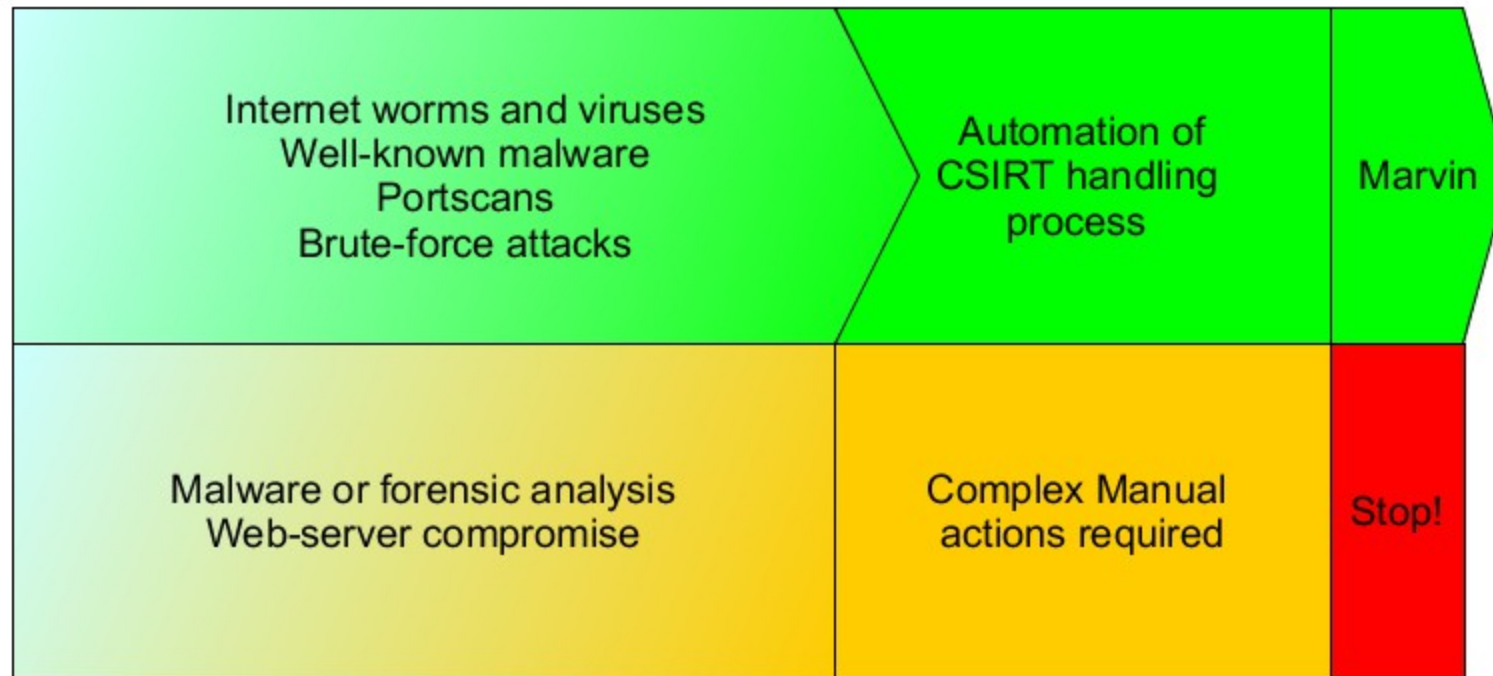 Internet worms and viruses
Well-known malware
Portscans
Brute-force attacks
Automation of
CSIRT handling
process
Marvin
Malware or forensic analysis
Web-server compromise
Complex Manual
actions required
Stop!